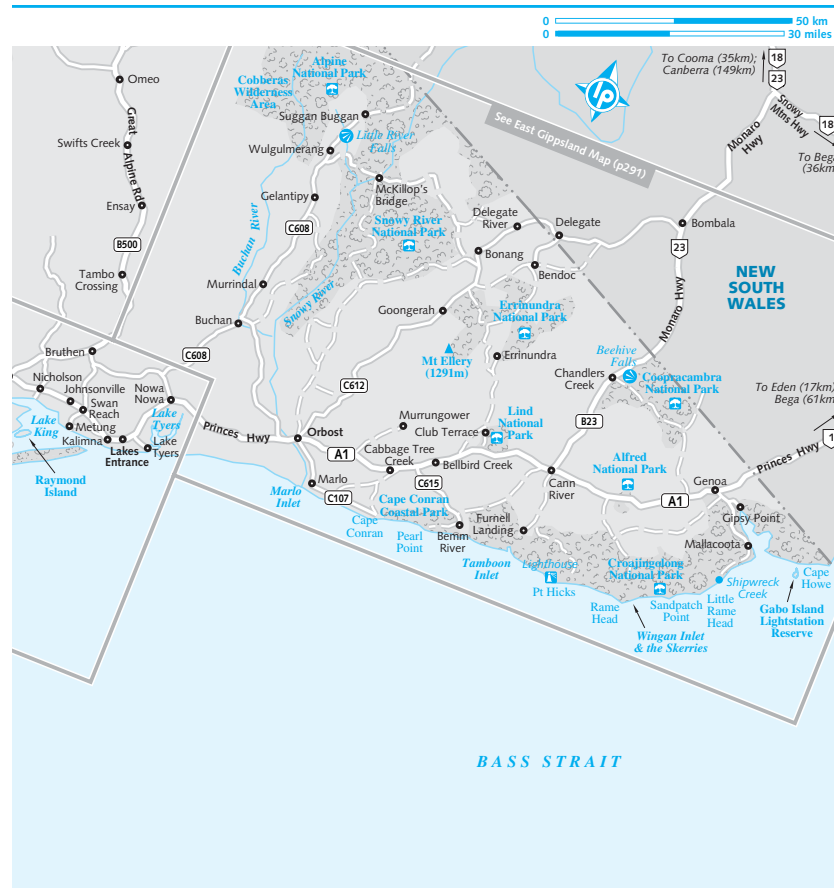 0 50 km
0 30 miles
To Cooma (35km);
Canberra (149km)
18
23
Snowy
Mtns Hwy
18
To Bega
(36km
Monaro
Hwy
Omeo
Great
Alpine Rd
Swifts Creek
Ensay
B500
Tambo
Crossing
Alpine
National Park
Cobberas
Wilderness
Area
Suggan Buggan
Little River
Falls
Wulgulmerang
See East Gippsland Map (p291)
McKillop's
Bridge
Gelantipy
C608
Buchan River
Snowy River
National Park
Delegate
River
Delegate
Bombala
23
Bonang
Bendoc
Monaro Hwy
NEW
SOUTH
WALES
Murrindal
Snowy River
Buchan
Goongerah
Errinundra
National Park
Mt Ellery
(1291m)
Errinundra
Beehive
Falls
Chandlers
Creek
Coopracambra
National Park
Bruthen
C608
C612
Nicholson
Johnsonville
Swan
Reach
Nowa
Nowa
Lake
King
Metung
Kalimna
Lake
Tyers
Lakes
Entrance
Lake
Tyers
Raymond
Island
Princes Hwy
Orbost
A1
Murrungower
Club Terrace
Lind
National
Park
B23
To Eden (17km)
Bega (61km
1
Princes Hwy
Cabbage Tree
Creek
Bellbird Creek
Cann
River
Alfred
National Park
Genoa
A1
Marlo
C107
C615
Marlo
Inlet
Cape Conran
Coastal Park
Cape
Conran
Pearl
Point
Bemm
River
Furnell
Landing
Gipsy Point
Mallacoota
Tamboon
Inlet
Lighthouse
Pt Hicks
Croajingolong
National Park
Rame
Head
Sandpatch
Point
Wingan Inlet
& the Skerries
Little
Rame
Head
Shipwreck
Creek
Cape
Howe
Gabo Island
Lightstation
Reserve
BASS STRAIT
lp